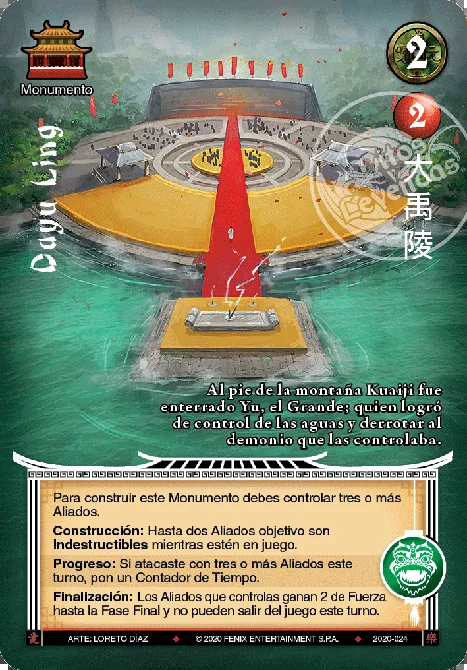 2
Monumento
2
Dayu Ling
大禹陵
Mitos y
Leyendas
Al pie de la montaña Kuaiji fue
enterrado Yu, el Grande; quien logró
de control de las aguas y derrotar al
demonio que las controlaba.
Para construir este Monumento debes controlar tres o más
Aliados.
Construcción: Hasta dos Aliados objetivo son
Indestructibles mientras estén en juego.
Progreso: Si atacaste con tres o más Aliados este
turno, pon un Contador de Tiempo.
Finalización: Los Aliados que controlas ganan 2 de Fuerza
hasta la Fase Final y no pueden salir del juego este turno.
ARTE: LORETO DÍAZ ◆ © 2020 FENIX ENTERTAINMENT S.P.A. ◆ 2020-024